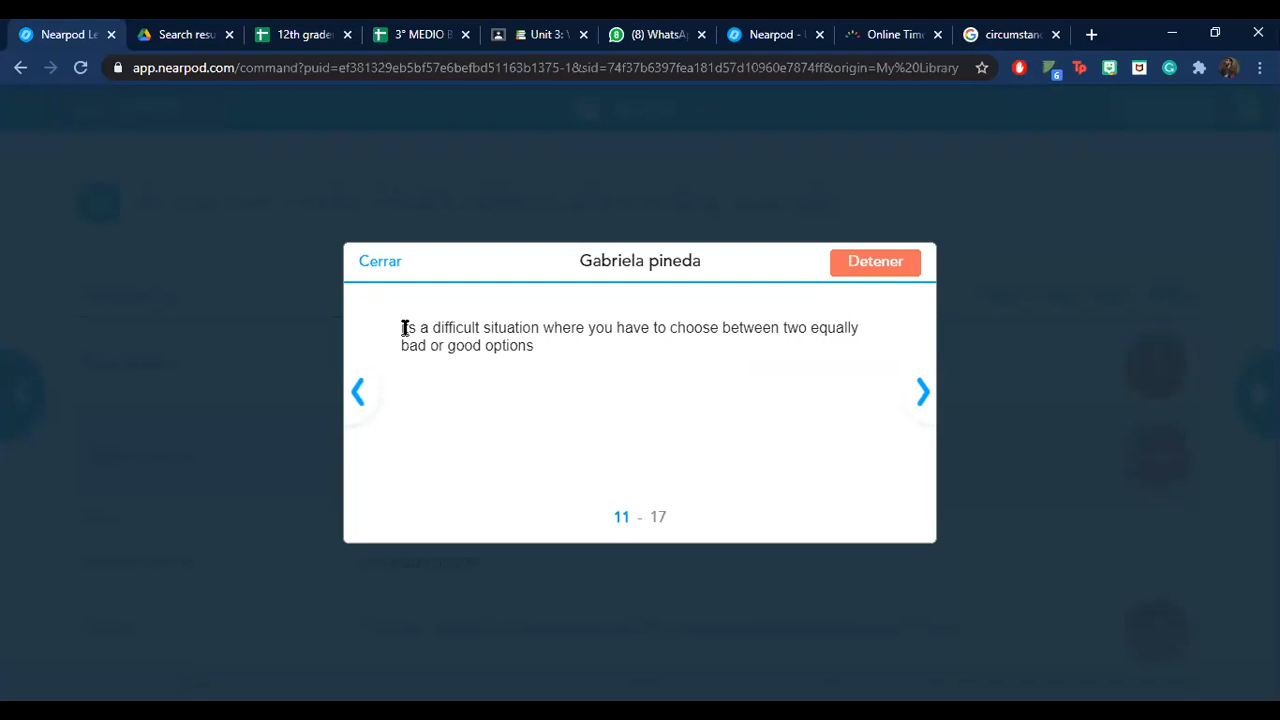 Nearpod Le
Search resu
12th grade
3° MEDIO B
Unit 3: V
(8) WhatsA
Nearpod - L
Online Time
circumstanc
app.nearpod.com/command?puid=ef381329eb5bf57e6befbd51163b1375-1&sid=74f37b6397fea181d57d10960e7874ff&origin=My%20Library
6
Cerrar
Gabriela pineda
Detener
Is a difficult situation where you have to choose between two equally
bad or good options
11 - 17